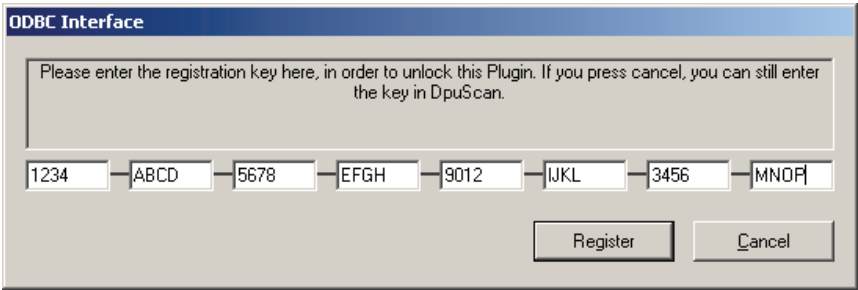 ODBC Interface
Please enter the registration key here, in order to unlock this Plugin. If you press cancel, you can still enter
the key in DpuScan.
1234 — ABCD — 5678 — EFGH — 9012 — IJKL — 3456 — MNOP
Register Cancel